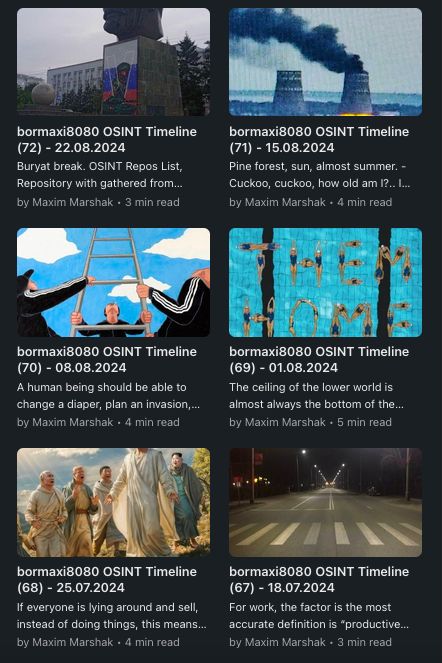 bormaxi8080 OSINT Timeline
(72) - 22.08.2024
Buryat break. OSINT Repos List,
Repository with gathered from...
by Maxim Marshak • 3 min read
bormaxi8080 OSINT Timeline
(71) - 15.08.2024
Pine forest, sun, almost summer. -
Cuckoo, cuckoo, how old am I?.. I...
by Maxim Marshak • 4 min read
bormaxi8080 OSINT Timeline
(70) - 08.08.2024
A human being should be able to
change a diaper, plan an invasion,...
by Maxim Marshak • 4 min read
THEM
HOME
bormaxi8080 OSINT Timeline
(69) - 01.08.2024
The ceiling of the lower world is
almost always the bottom of the...
by Maxim Marshak • 5 min read
bormaxi8080 OSINT Timeline
(68) - 25.07.2024
If everyone is lying around and sell,
instead of doing things, this means...
by Maxim Marshak • 4 min read
bormaxi8080 OSINT Timeline
(67) - 18.07.2024
For work, the factor is the most
accurate definition is “productive...
by Maxim Marshak • 3 min read